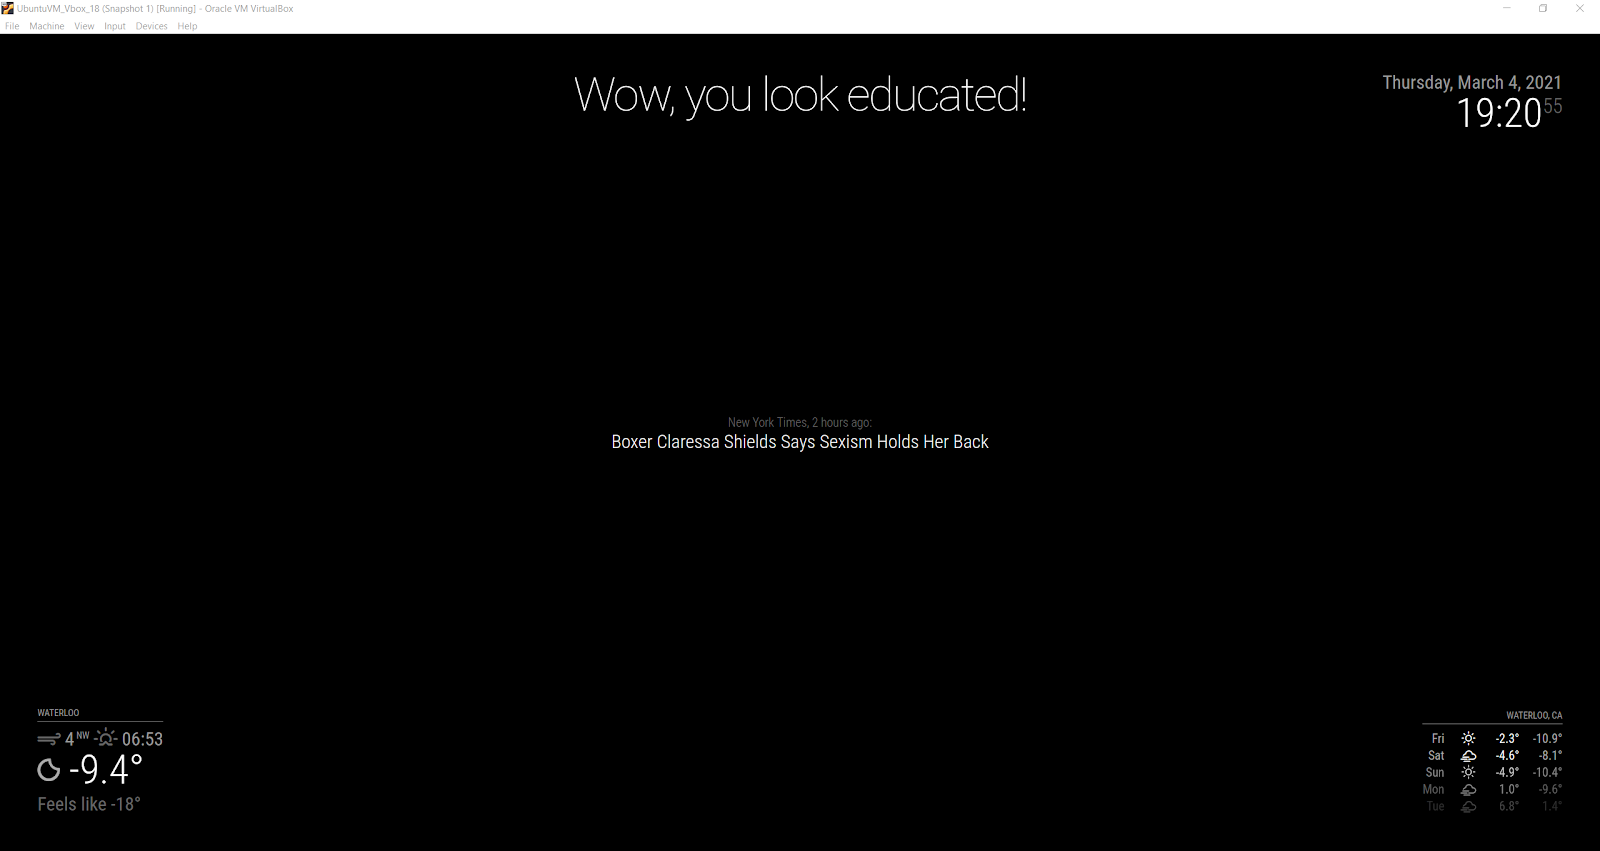 UbuntuVM_Vbox_18 (Snapshot 1) [Running] - Oracle VM VirtualBox
File Machine View Input Devices Help
Wow, you look educated!
Thursday, March 4, 2021
19:20 55
New York Times, 2 hours ago:
Boxer Claressa Shields Says Sexism Holds Her Back
WATERLOO
4 NW 06:53
-9.4°
Feels like -18°
WATERLOO, CA
Fri -2.3° -10.9°
Sat -4.6° -8.1°
Sun -4.9° -10.4°
Mon 1.0° -9.6°
Tue 6.8° 1.4°